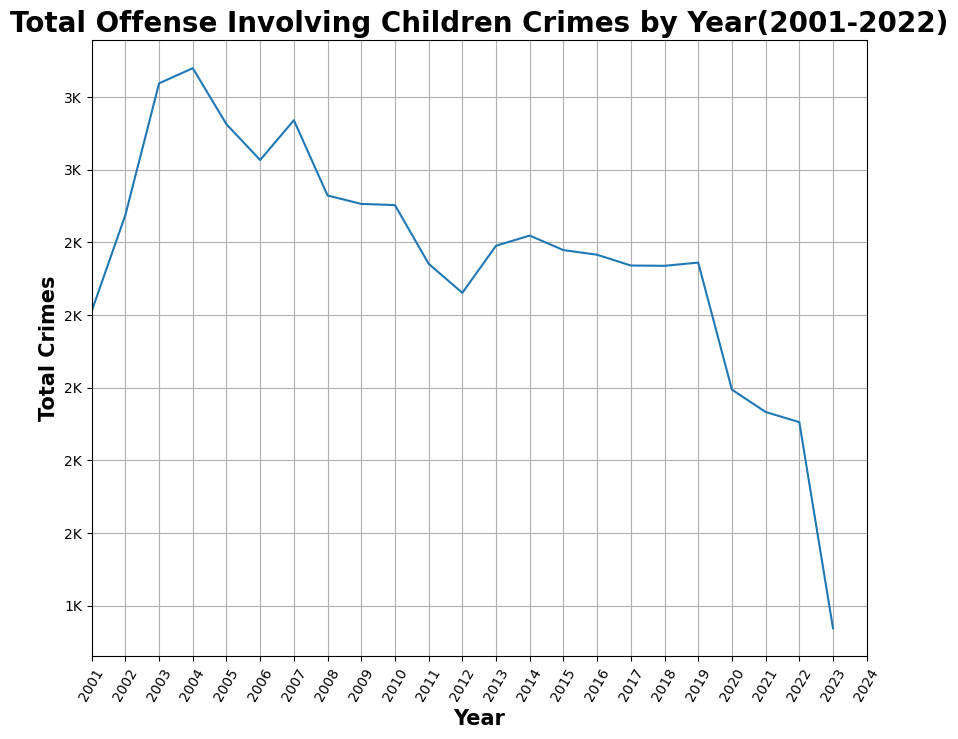 Total Offense Involving Children Crimes by Year(2001-2022)
3K
3K
2K
2K
2K
2K
2K
1K
Total Crimes
2001 2002 2003 2004 2005 2006 2007 2008 2009 2010 2011 2012 2013 2014 2015 2016 2017 2018 2019 2020 2021 2022 2023 2024
Year